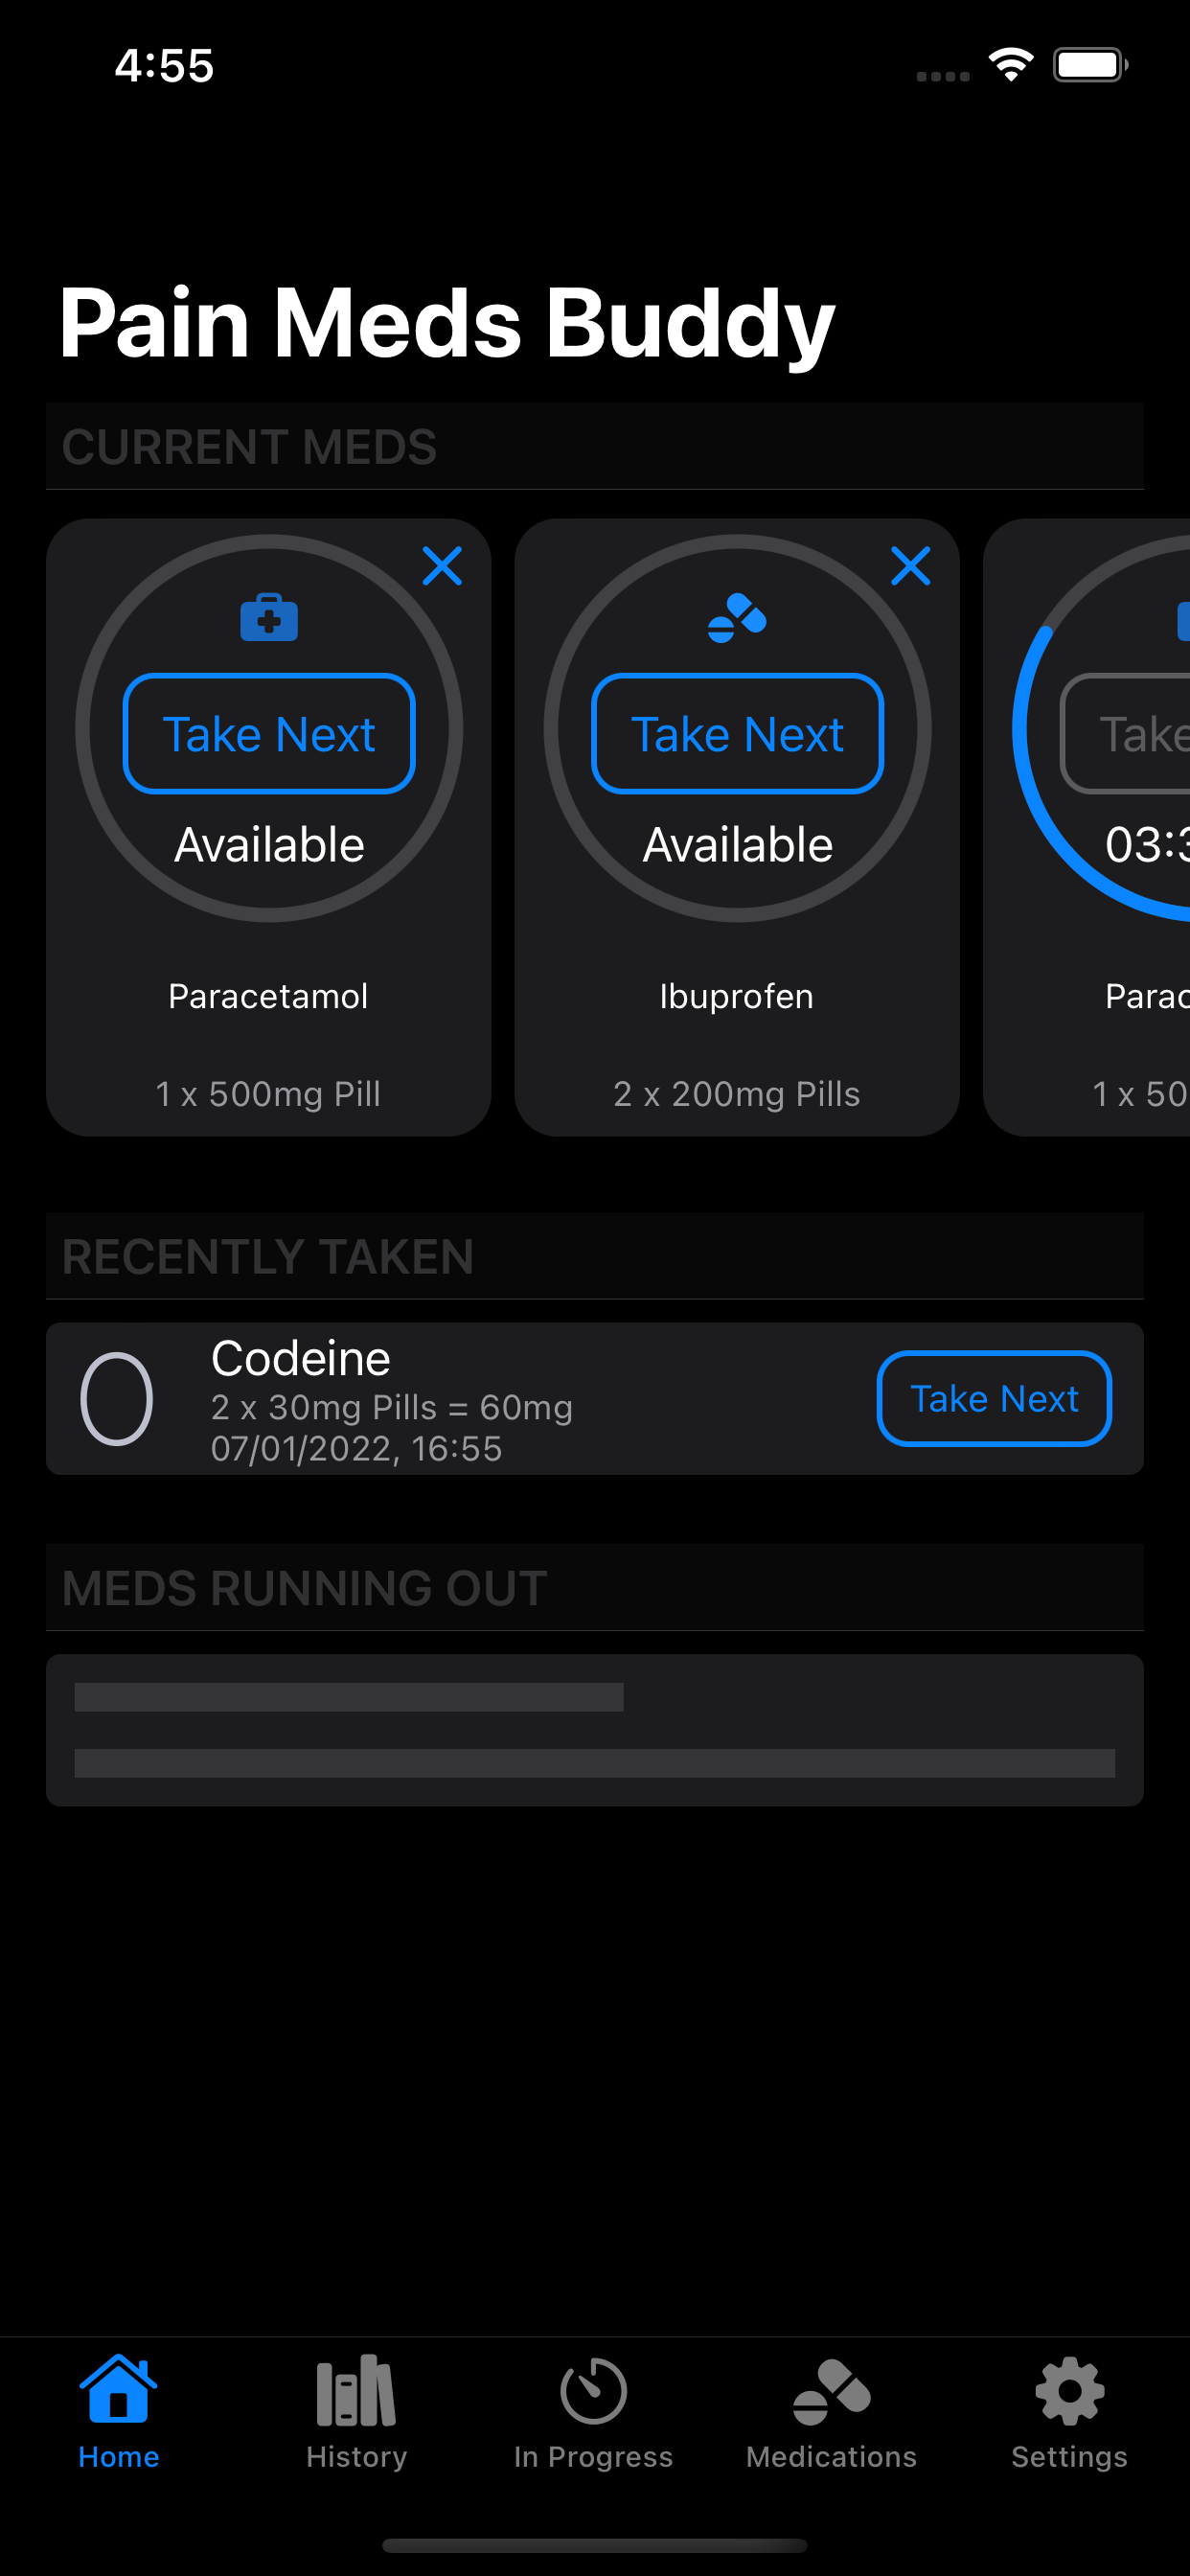 4:55
Pain Meds Buddy
CURRENT MEDS
Take Next
Available
Paracetamol
1 x 500mg Pill
Take Next
Available
Ibuprofen
2 x 200mg Pills
Take
03:3
Parac
1 x 50
RECENTLY TAKEN
Codeine
2 x 30mg Pills = 60mg
07/01/2022, 16:55
Take Next
MEDS RUNNING OUT
Home
History
In Progress
Medications
Settings